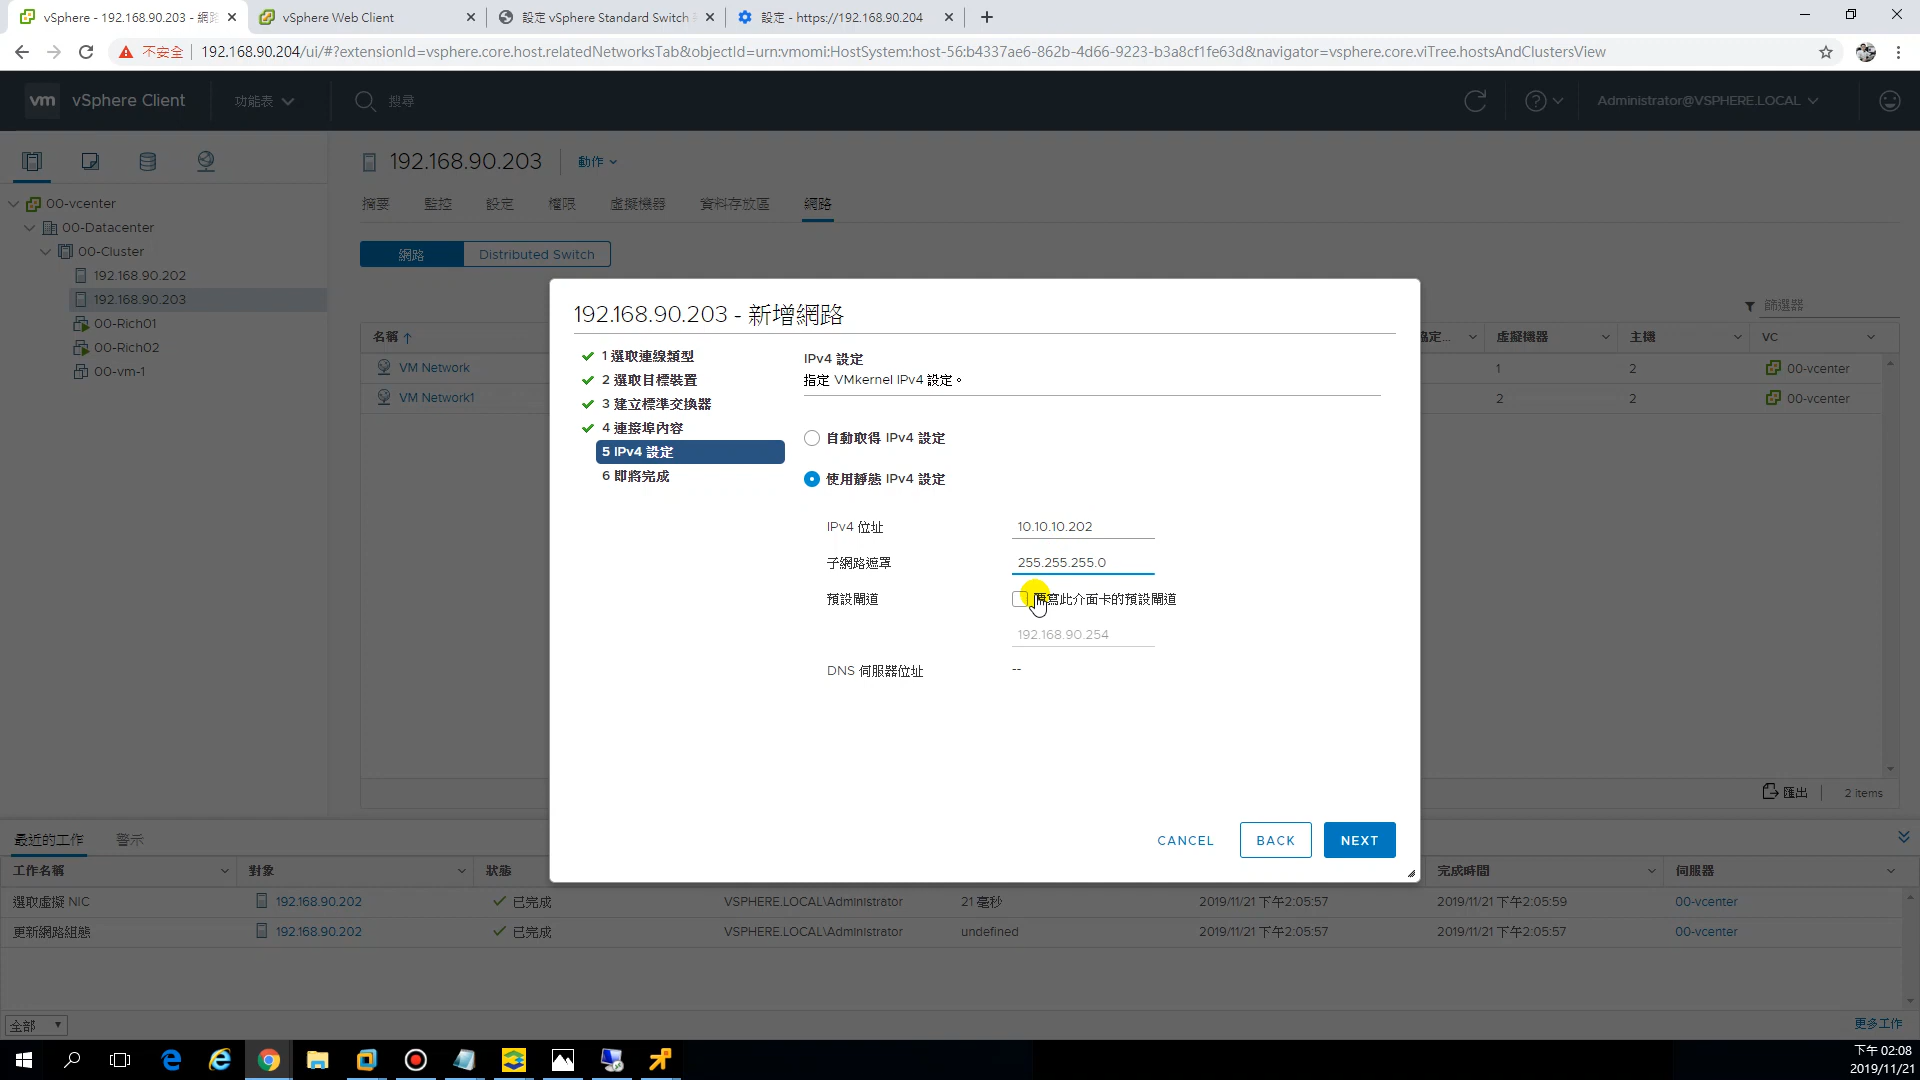 vSphere - 192.168.90.203 - 網路
vSphere Web Client
設定 vSphere Standard Switch
設定 - https://192.168.90.204
不安全
192.168.90.204/ui/#?extensionId=vsphere.core.host.relatedNetworksTab&objectId=urn:vmomi:HostSystem:host-56:b4337ae6-862b-4d66-9223-b3a8cf1fe63d&navigator=vsphere.core.viTree.hostsAndClustersView
vm vSphere Client 功能表 搜尋 Administrator@VSPHERE.LOCAL
00-vcenter
00-Datacenter
00-Cluster
192.168.90.202
192.168.90.203
00-Rich01
00-Rich02
00-vm-1
192.168.90.203 動作
摘要 監控 設定 權限 虛擬機器 資料存放區 網路
網路 Distributed Switch
篩選器
名稱 協定... 虛擬機器 主機 VC
VM Network 1 2 00-vcenter
VM Network1 2 2 00-vcenter
匯出 2 items
192.168.90.203 - 新增網路
1 選取連線類型
2 選取目標裝置
3 建立標準交換器
4 連接埠內容
5 IPv4 設定
6 即將完成
IPv4 設定
指定 VMkernel IPv4 設定。
自動取得 IPv4 設定
使用靜態 IPv4 設定
IPv4 位址 10.10.10.202
子網路遮罩 255.255.255.0
預設閘道 覆寫此介面卡的預設閘道
192.168.90.254
DNS 伺服器位址 --
CANCEL BACK NEXT
最近的工作 警示
工作名稱 對象 狀態 完成時間 伺服器
選取虛擬 NIC 192.168.90.202 已完成 VSPHERE.LOCAL\Administrator 21 毫秒 2019/11/21 下午2:05:57 2019/11/21 下午2:05:59 00-vcenter
更新網路組態 192.168.90.202 已完成 VSPHERE.LOCAL\Administrator undefined 2019/11/21 下午2:05:57 2019/11/21 下午2:05:57 00-vcenter
全部 更多工作
下午 02:08
2019/11/21